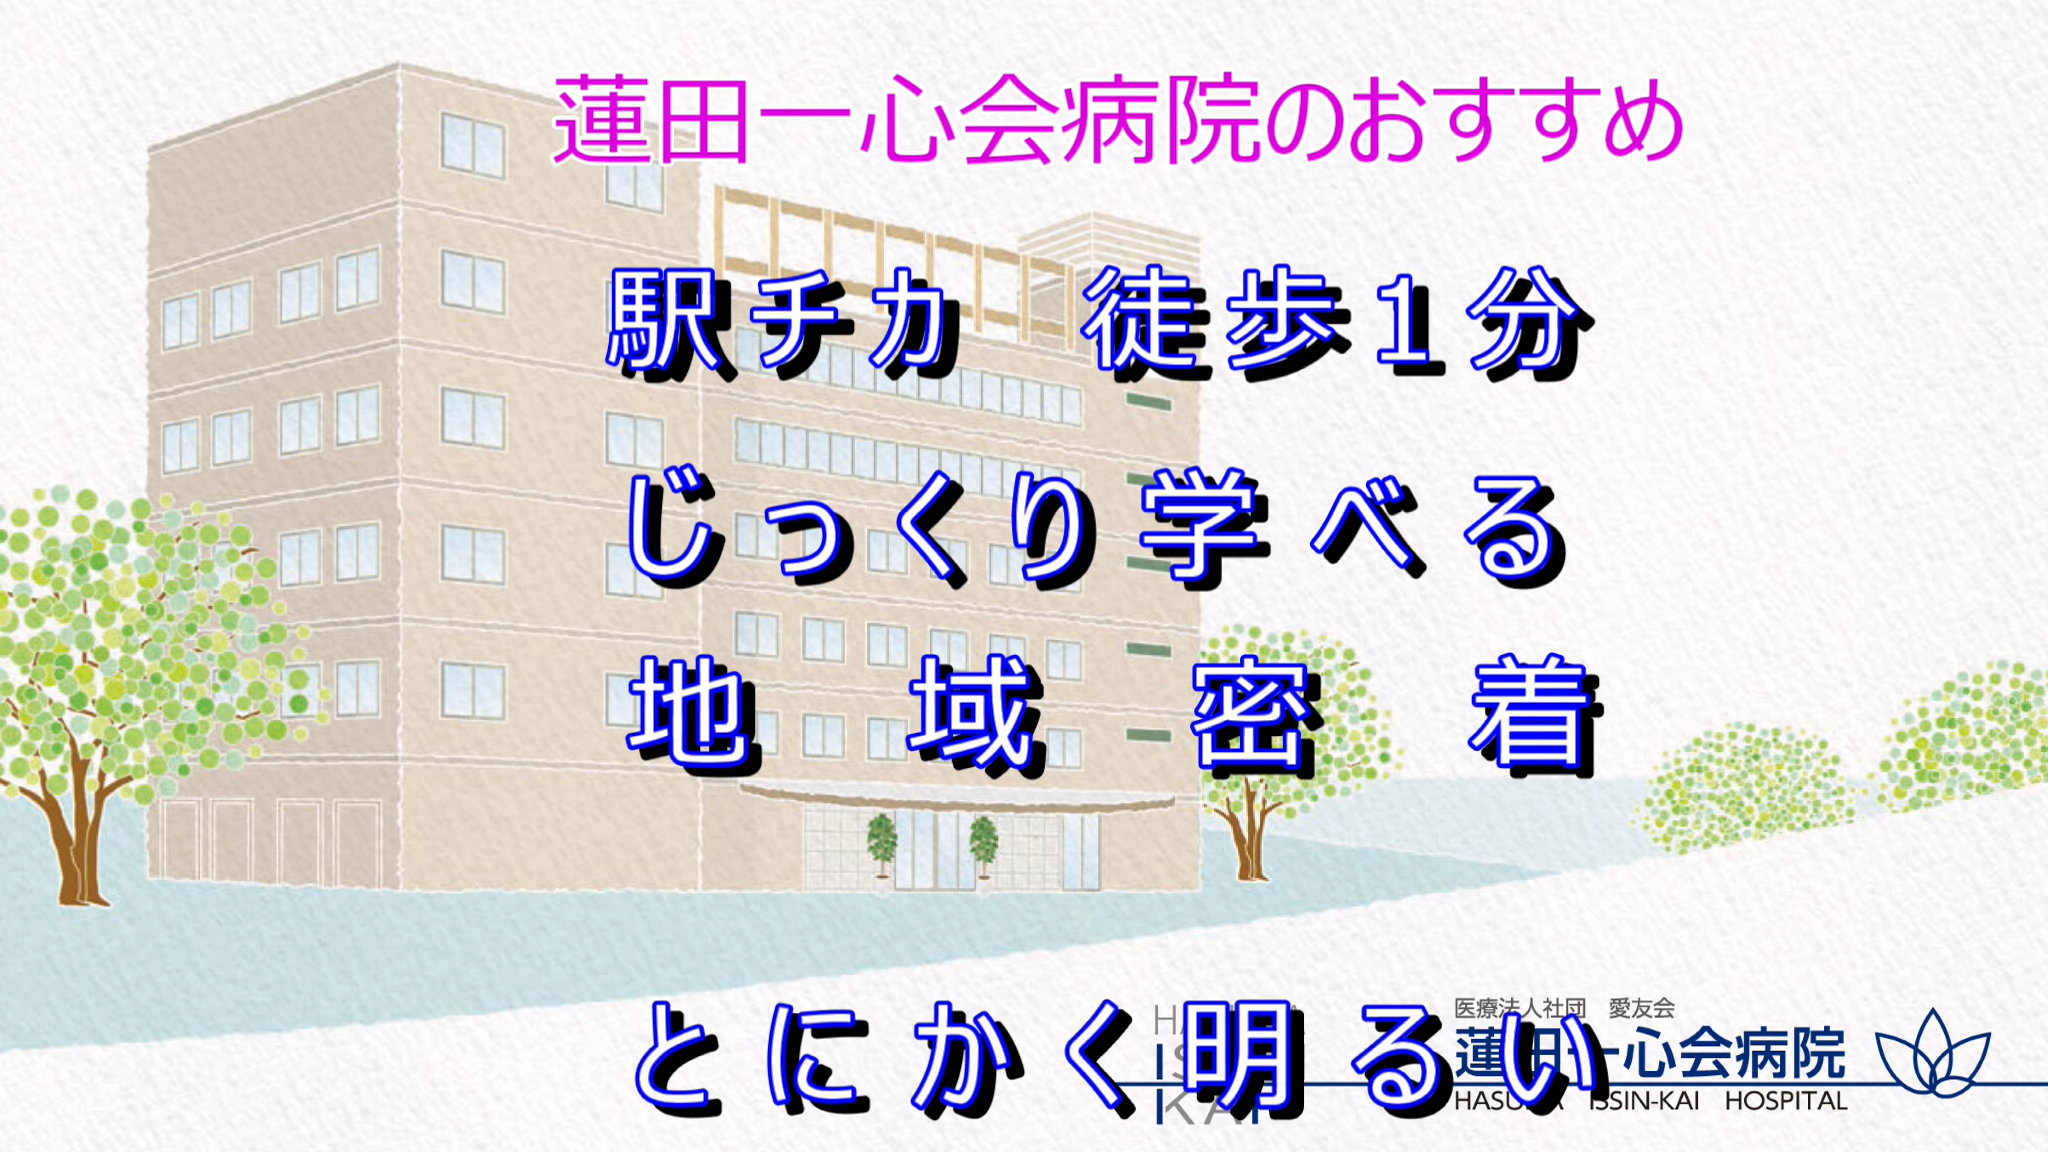 蓮田一心会病院のおすすめ
駅チカ 徒歩1分
じっくり学べる
地域密着
とにかく明るい
医療法人社団 愛友会
蓮田一心会病院
ISSIN-KAI HOSPITAL